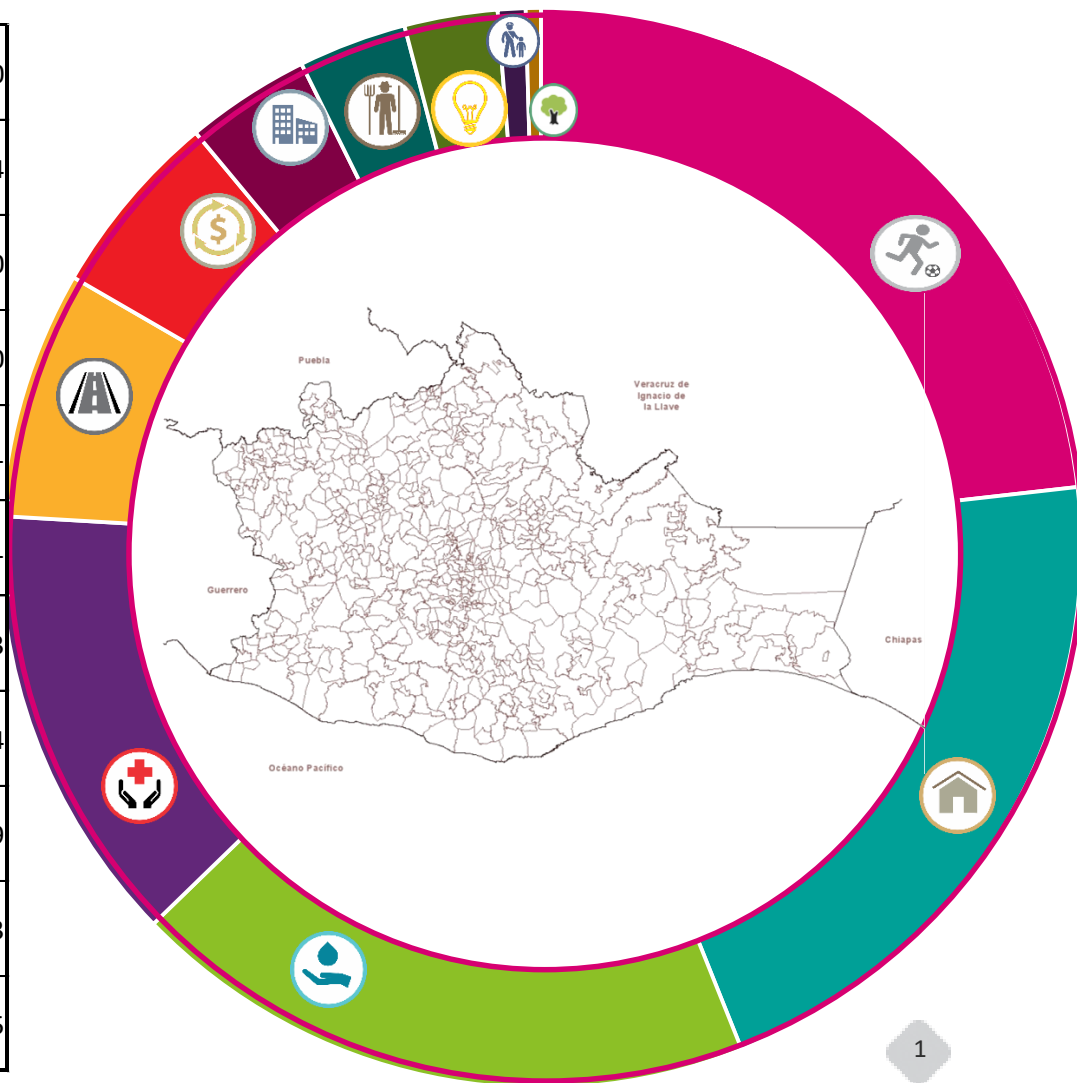 $
Puebla
Veracruz de
Ignacio de
la Llave
Guerrero
Chiapas
Océano Pacífico
1